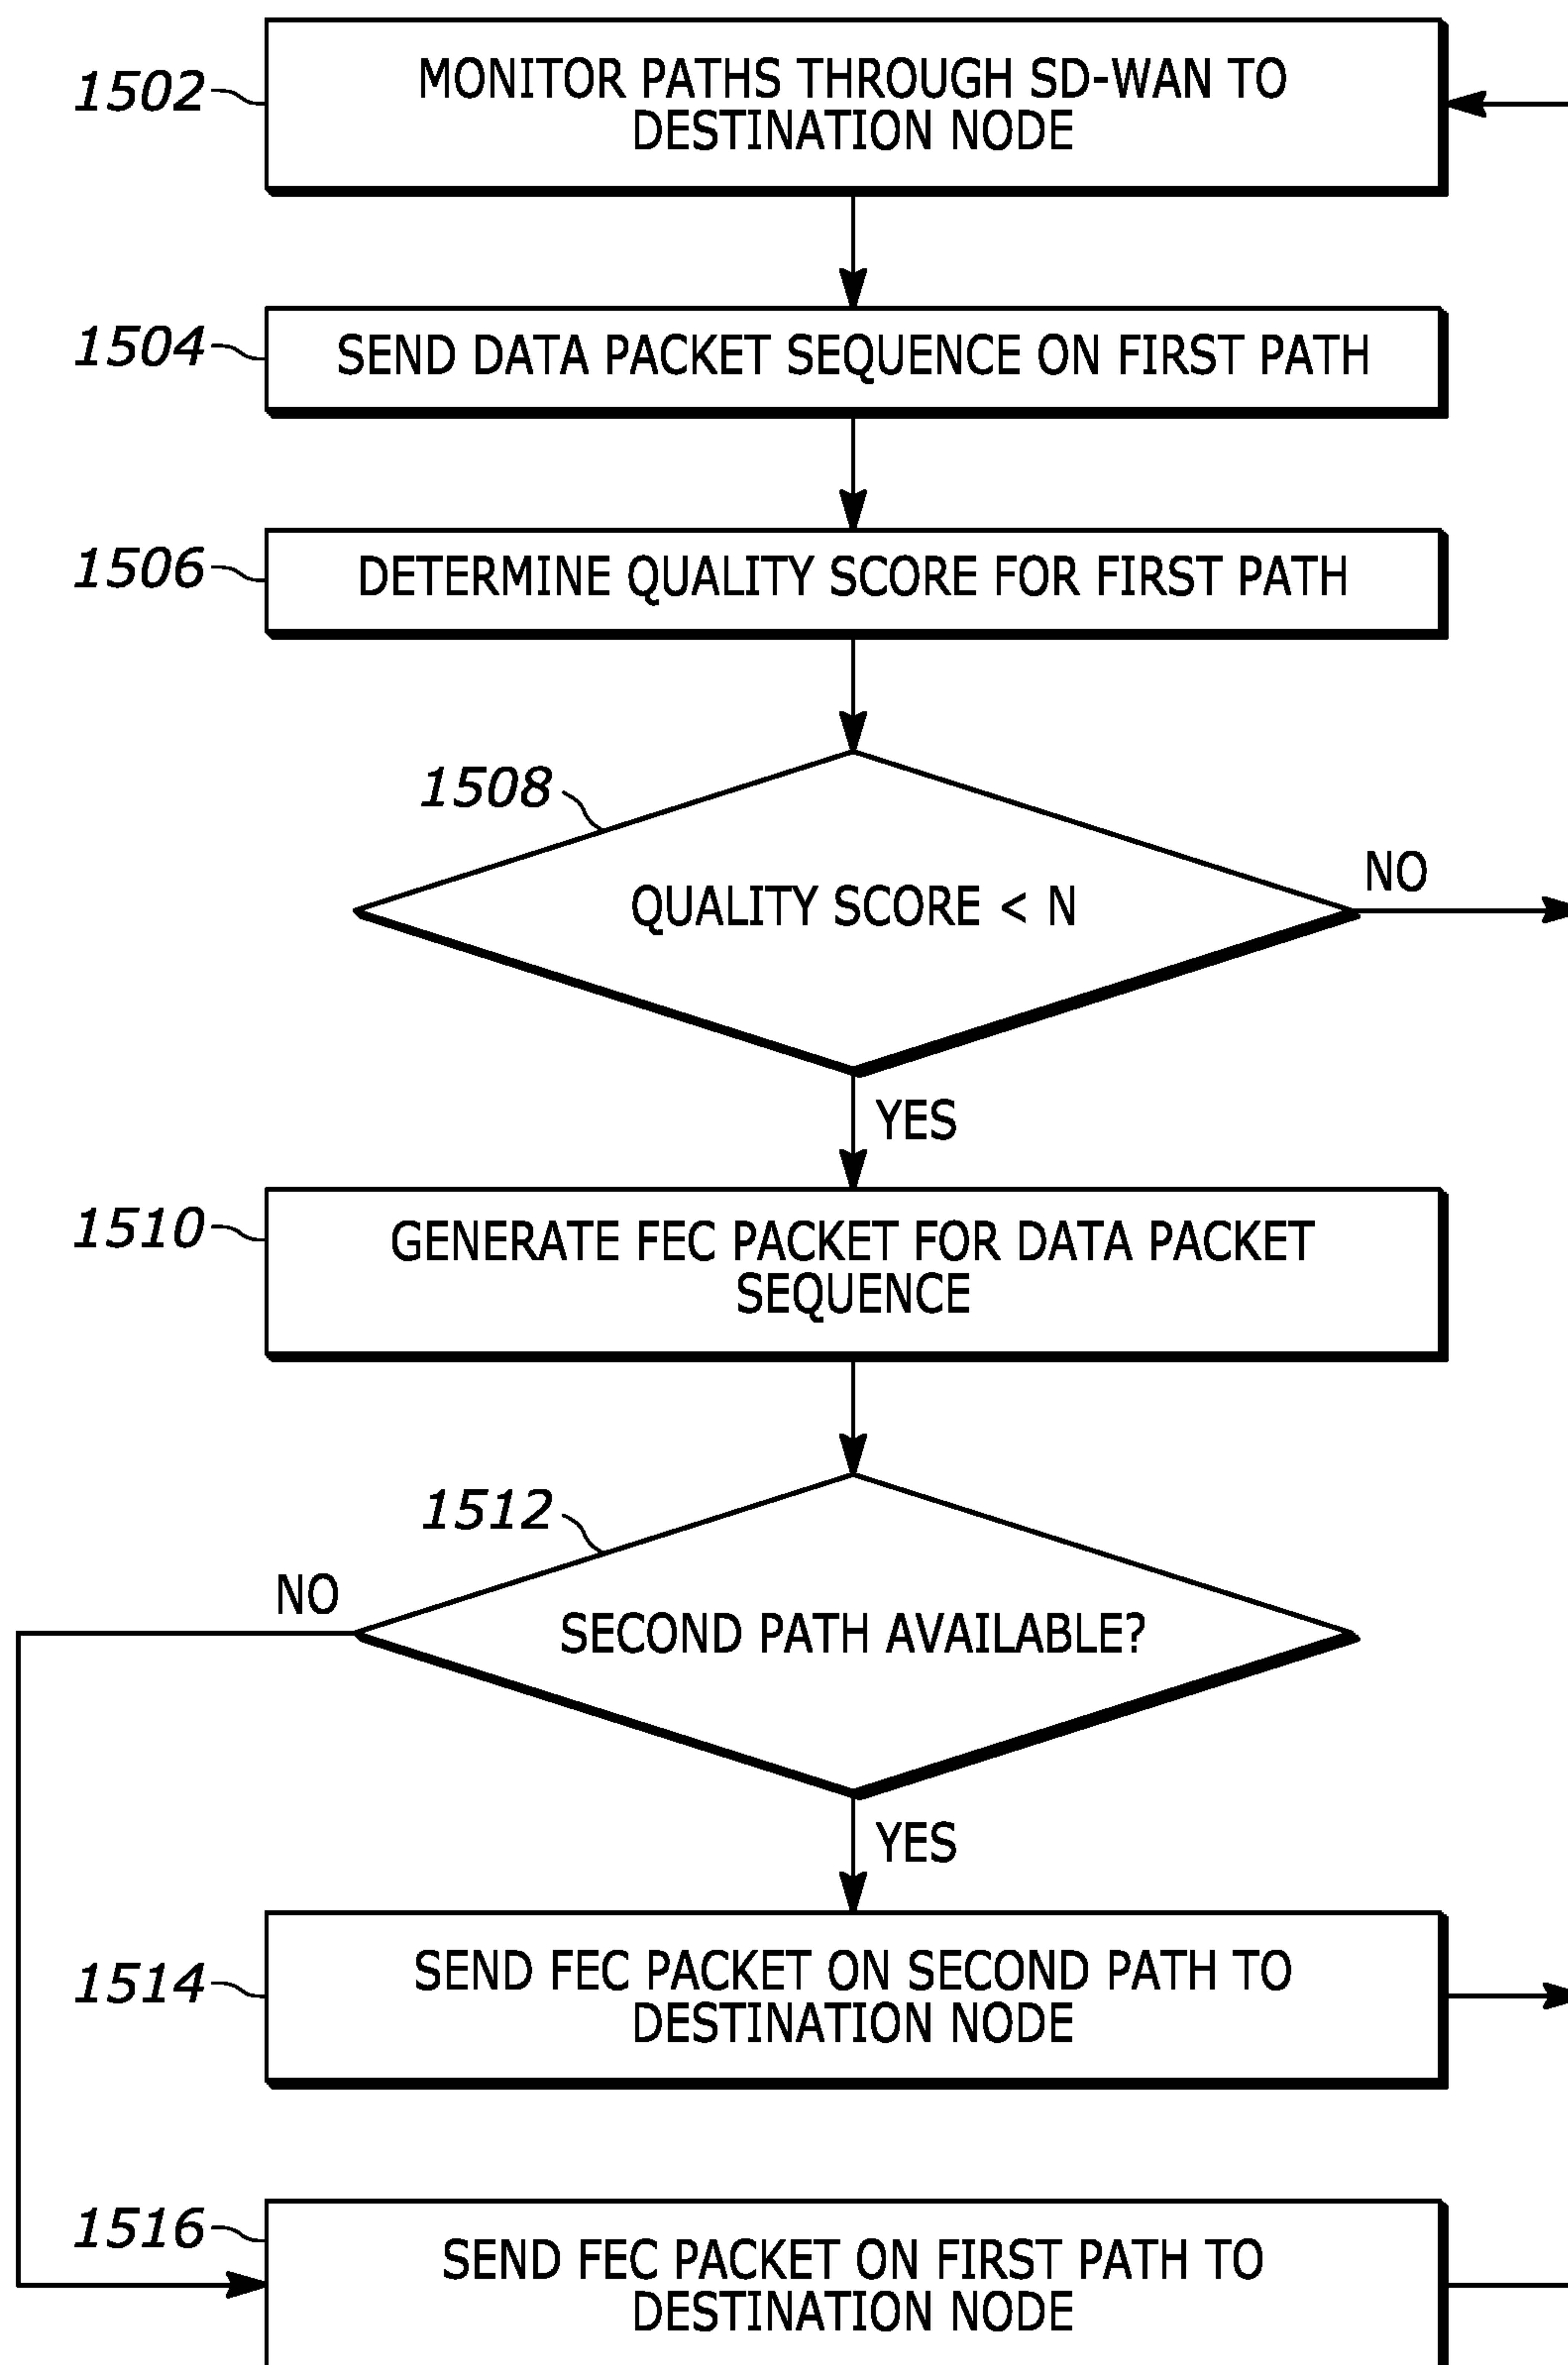 1502
MONITOR PATHS THROUGH SD-WAN TO
DESTINATION NODE
1504
SEND DATA PACKET SEQUENCE ON FIRST PATH
1506
DETERMINE QUALITY SCORE FOR FIRST PATH
1508
QUALITY SCORE < N
NO
YES
1510
GENERATE FEC PACKET FOR DATA PACKET
SEQUENCE
1512
NO
SECOND PATH AVAILABLE?
YES
1514
SEND FEC PACKET ON SECOND PATH TO
DESTINATION NODE
1516
SEND FEC PACKET ON FIRST PATH TO
DESTINATION NODE